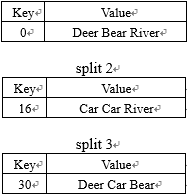 Key Value
0 Deer Bear River
split 2
Key Value
16 Car Car River
split 3
Key Value
30 Deer Car Bear